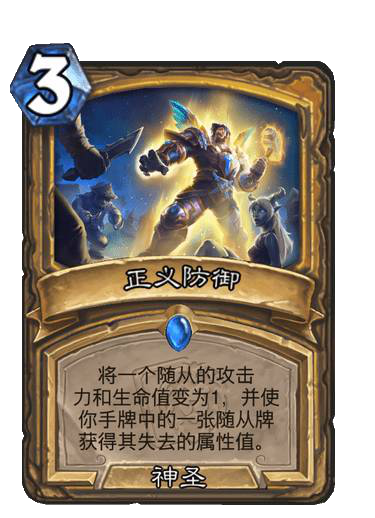 3
正义防御
将一个随从的攻击
力和生命值变为1，并使
你手牌中的一张随从牌
获得其失去的属性值。
神圣